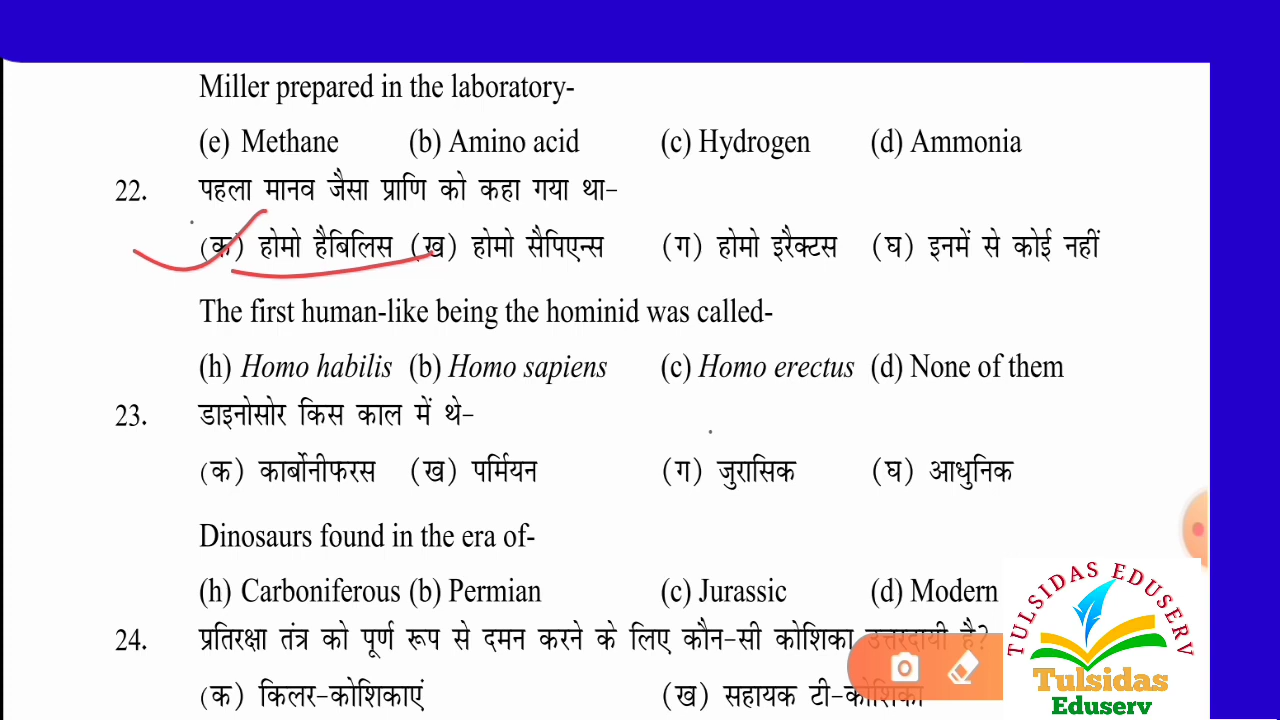 Miller prepared in the laboratory-
(e) Methane (b) Amino acid (c) Hydrogen (d) Ammonia
22. पहला मानव जैसा प्राणि को कहा गया था-
(क) होमो हैबिलिस (ख) होमो सैपिएन्स (ग) होमो इरैक्टस (घ) इनमें से कोई नहीं
The first human-like being the hominid was called-
(h) Homo habilis (b) Homo sapiens (c) Homo erectus (d) None of them
23. डाइनोसोर किस काल में थे-
(क) कार्बोनीफरस (ख) पर्मियन (ग) जुरासिक (घ) आधुनिक
Dinosaurs found in the era of-
(h) Carboniferous (b) Permian (c) Jurassic (d) Modern
24. प्रतिरक्षा तंत्र को पूर्ण रूप से दमन करने के लिए कौन-सी कोशिका उत्तरदायी है?
(क) किलर-कोशिकाएं (ख) सहायक टी-कोशिका
TULSIDAS EDUSERV
Tulsidas
Eduserv